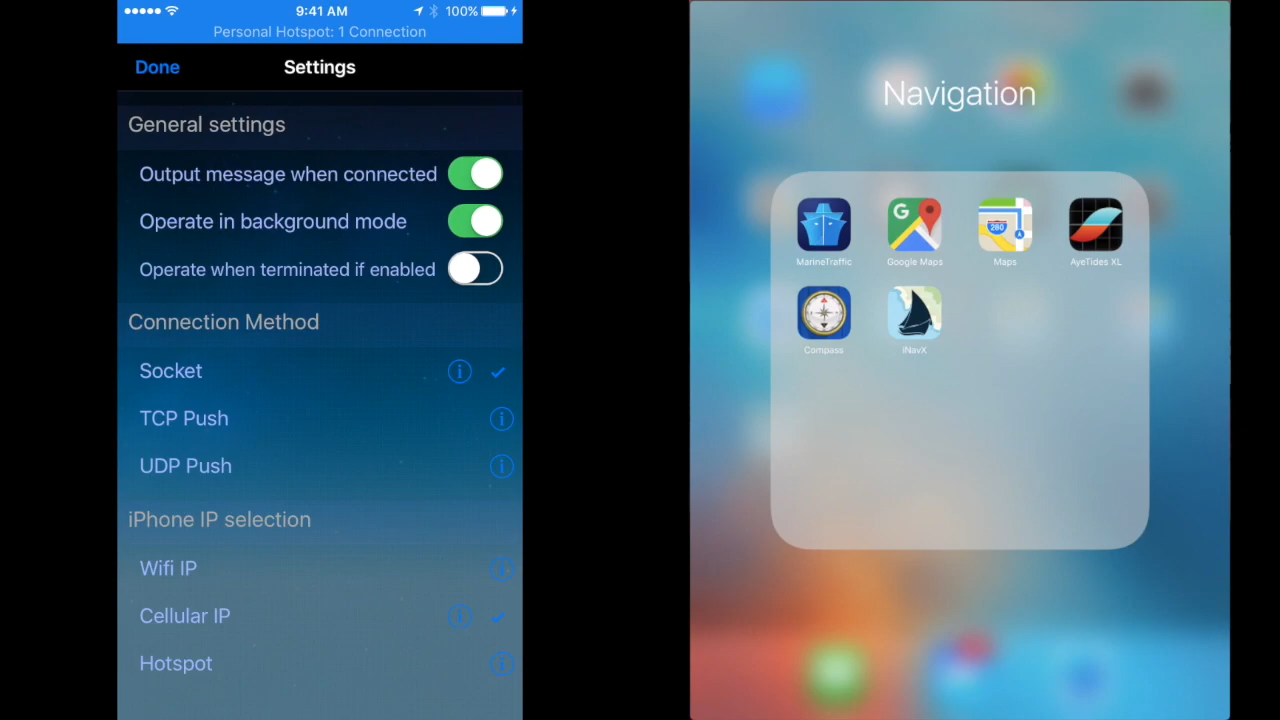 9:41 AM
100%
Personal Hotspot: 1 Connection
Done
Settings
General settings
Output message when connected
Operate in background mode
Operate when terminated if enabled
Connection Method
Socket
TCP Push
UDP Push
iPhone IP selection
Wifi IP
Cellular IP
Hotspot
Navigation
G
280
MarineTraffic
Google Maps
Maps
AyeTides XL
Compass
iNavX